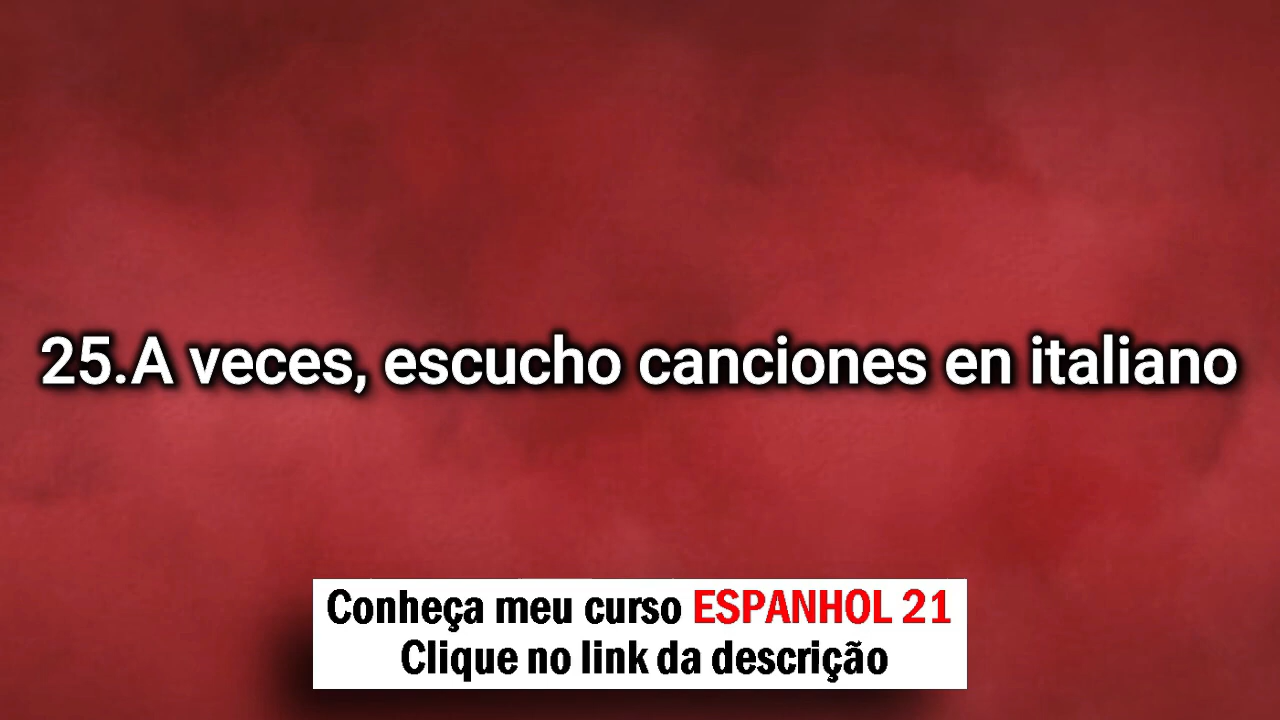 25.A veces, escucho canciones en italiano
Conheça meu curso ESPANHOL 21
Clique no link da descrição